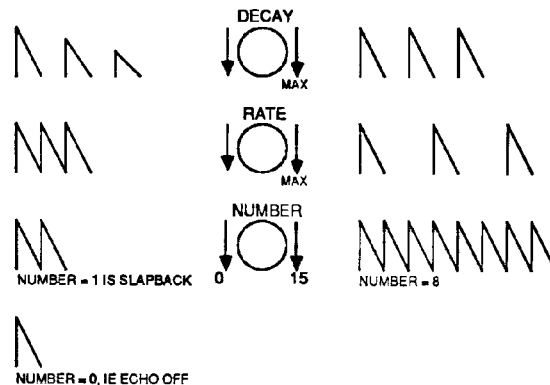 DECAY
MAX
RATE
MAX
NUMBER
NUMBER = 1 IS SLAPBACK
0
15
NUMBER = 8
NUMBER = 0, IE ECHO OFF